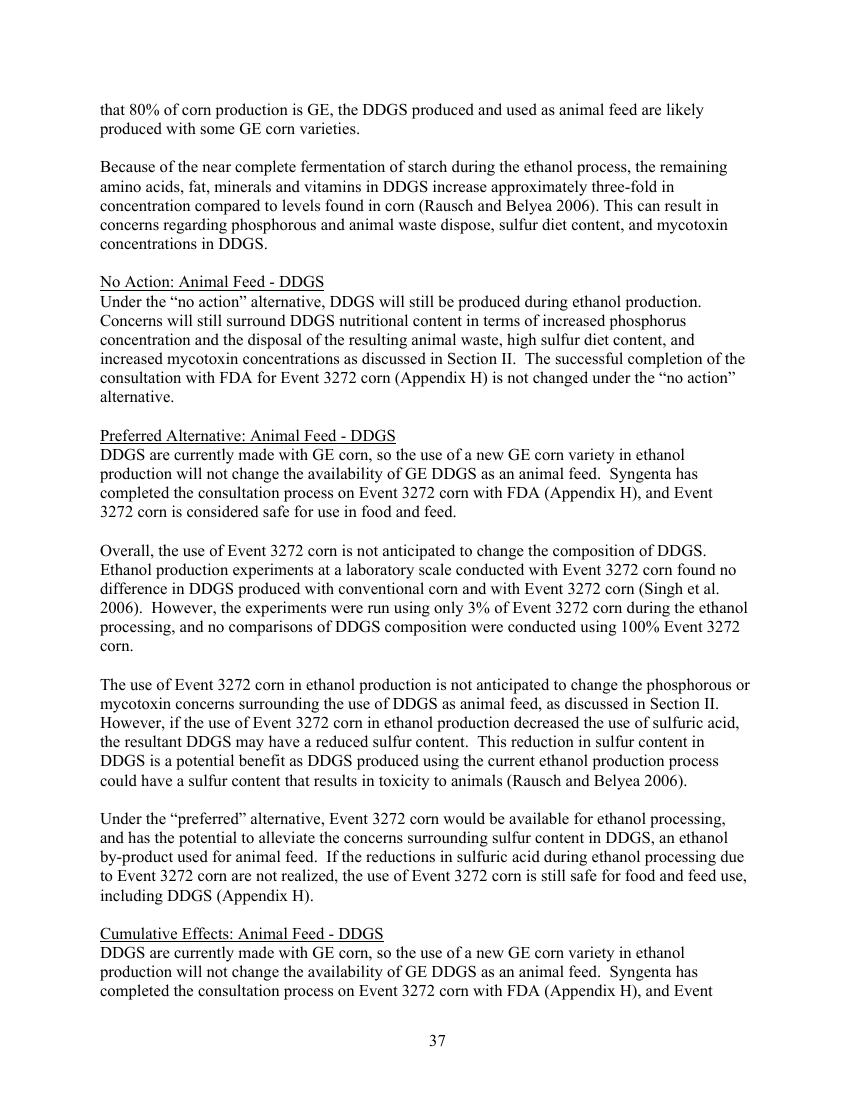 that 80% of corn production is GE, the DDGS produced and used as animal feed are likely
produced with some GE corn varieties.
Because of the near complete fermentation of starch during the ethanol process, the remaining
amino acids, fat, minerals and vitamins in DDGS increase approximately three-fold in
concentration compared to levels found in corn (Rausch and Belyea 2006). This can result in
concerns regarding phosphorous and animal waste dispose, sulfur diet content, and mycotoxin
concentrations in DDGS.
No Action: Animal Feed - DDGS
Under the “no action” alternative, DDGS will still be produced during ethanol production.
Concerns will still surround DDGS nutritional content in terms of increased phosphorus
concentration and the disposal of the resulting animal waste, high sulfur diet content, and
increased mycotoxin concentrations as discussed in Section II.  The successful completion of the
consultation with FDA for Event 3272 corn (Appendix H) is not changed under the “no action”
alternative.
Preferred Alternative: Animal Feed - DDGS
DDGS are currently made with GE corn, so the use of a new GE corn variety in ethanol
production will not change the availability of GE DDGS as an animal feed.  Syngenta has
completed the consultation process on Event 3272 corn with FDA (Appendix H), and Event
3272 corn is considered safe for use in food and feed.
Overall, the use of Event 3272 corn is not anticipated to change the composition of DDGS.
Ethanol production experiments at a laboratory scale conducted with Event 3272 corn found no
difference in DDGS produced with conventional corn and with Event 3272 corn (Singh et al.
2006).  However, the experiments were run using only 3% of Event 3272 corn during the ethanol
processing, and no comparisons of DDGS composition were conducted using 100% Event 3272
corn.
The use of Event 3272 corn in ethanol production is not anticipated to change the phosphorous or
mycotoxin concerns surrounding the use of DDGS as animal feed, as discussed in Section II.
However, if the use of Event 3272 corn in ethanol production decreased the use of sulfuric acid,
the resultant DDGS may have a reduced sulfur content.  This reduction in sulfur content in
DDGS is a potential benefit as DDGS produced using the current ethanol production process
could have a sulfur content that results in toxicity to animals (Rausch and Belyea 2006).
Under the “preferred” alternative, Event 3272 corn would be available for ethanol processing,
and has the potential to alleviate the concerns surrounding sulfur content in DDGS, an ethanol
by-product used for animal feed.  If the reductions in sulfuric acid during ethanol processing due
to Event 3272 corn are not realized, the use of Event 3272 corn is still safe for food and feed use,
including DDGS (Appendix H).
Cumulative Effects: Animal Feed - DDGS
DDGS are currently made with GE corn, so the use of a new GE corn variety in ethanol
production will not change the availability of GE DDGS as an animal feed.  Syngenta has
completed the consultation process on Event 3272 corn with FDA (Appendix H), and Event
37